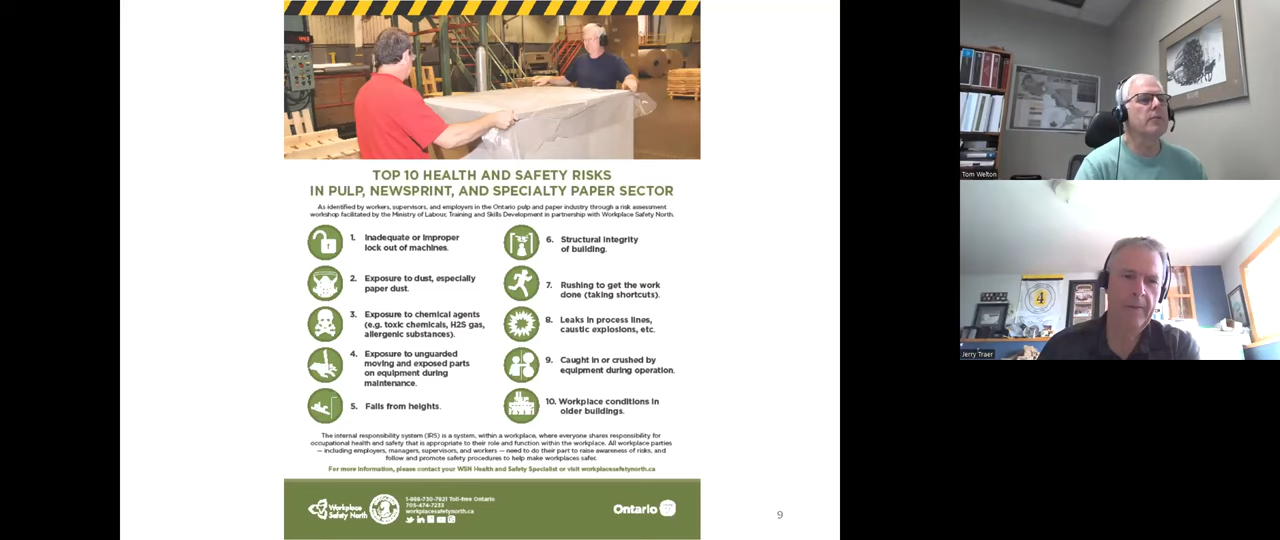 TOP 10 HEALTH AND SAFETY RISKS
IN PULP, NEWSPRINT, AND SPECIALTY PAPER SECTOR
As identified by workers, supervisors, and employers in the Ontario pulp and paper industry through a risk assessment
workshop facilitated by the Ministry of Labour, Training and Skills Development in partnership with Workplace Safety North.
1. Inadequate or improper
lock out of machines.
2. Exposure to dust, especially
paper dust.
3. Exposure to chemical agents
(e.g. toxic chemicals, H2S gas,
allergenic substances).
4. Exposure to unguarded
moving and exposed parts
on equipment during
maintenance.
5. Falls from heights.
6. Structural integrity
of building.
7. Rushing to get the work
done (taking shortcuts).
8. Leaks in process lines,
caustic explosions, etc.
9. Caught in or crushed by
equipment during operation.
10. Workplace conditions in
older buildings.
The internal responsibility system (IRS) is a system, within a workplace, where everyone shares responsibility for
occupational health and safety that is appropriate to their role and function within the workplace. All workplace parties
— including employers, managers, supervisors, and workers — need to do their part to raise awareness of risks, and
follow and promote safety procedures to help make workplaces safer.
For more information, please contact your WSN Health and Safety Specialist or visit workplacesafetynorth.ca
Workplace
Safety North
1-888-730-7821 Toll-free Ontario
705-474-7233
workplacesafetynorth.ca
Ontario
9
Tom Welton
4
Jerry Traer